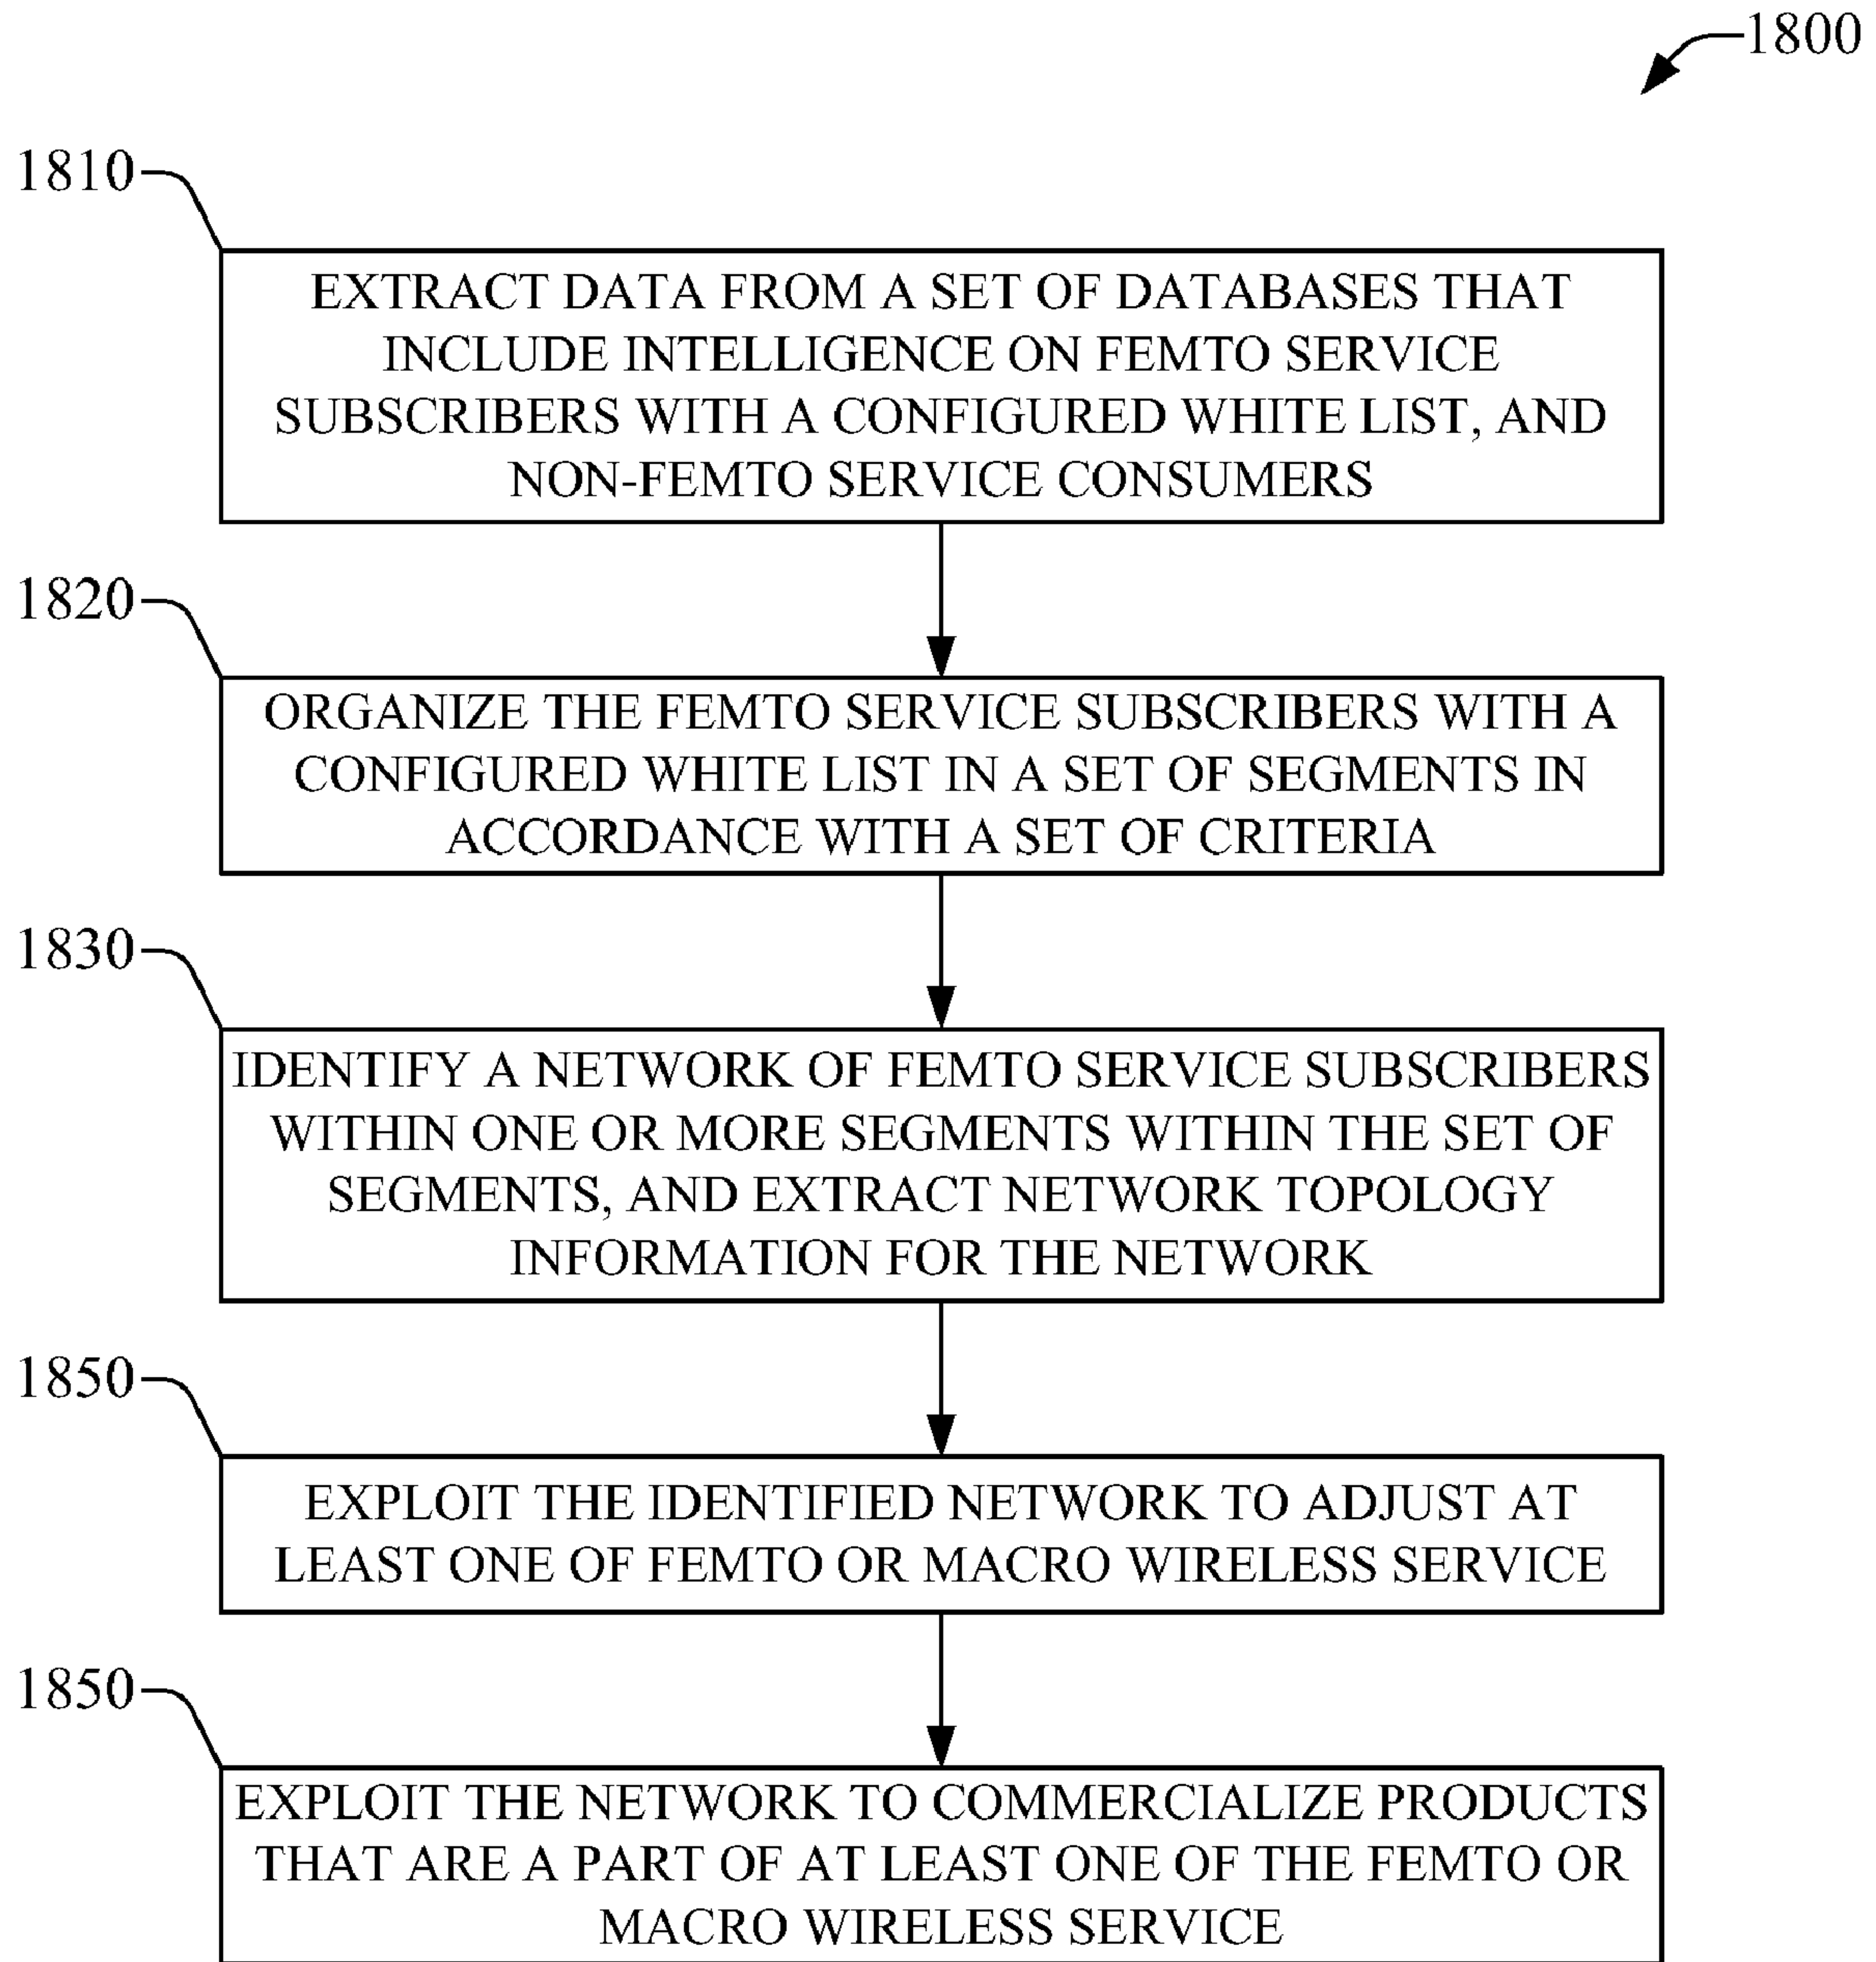 1800
1810
EXTRACT DATA FROM A SET OF DATABASES THAT
INCLUDE INTELLIGENCE ON FEMTO SERVICE
SUBSCRIBERS WITH A CONFIGURED WHITE LIST, AND
NON-FEMTO SERVICE CONSUMERS
1820
ORGANIZE THE FEMTO SERVICE SUBSCRIBERS WITH A
CONFIGURED WHITE LIST IN A SET OF SEGMENTS IN
ACCORDANCE WITH A SET OF CRITERIA
1830
IDENTIFY A NETWORK OF FEMTO SERVICE SUBSCRIBERS
WITHIN ONE OR MORE SEGMENTS WITHIN THE SET OF
SEGMENTS, AND EXTRACT NETWORK TOPOLOGY
INFORMATION FOR THE NETWORK
1850
EXPLOIT THE IDENTIFIED NETWORK TO ADJUST AT
LEAST ONE OF FEMTO OR MACRO WIRELESS SERVICE
1850
EXPLOIT THE NETWORK TO COMMERCIALIZE PRODUCTS
THAT ARE A PART OF AT LEAST ONE OF THE FEMTO OR
MACRO WIRELESS SERVICE